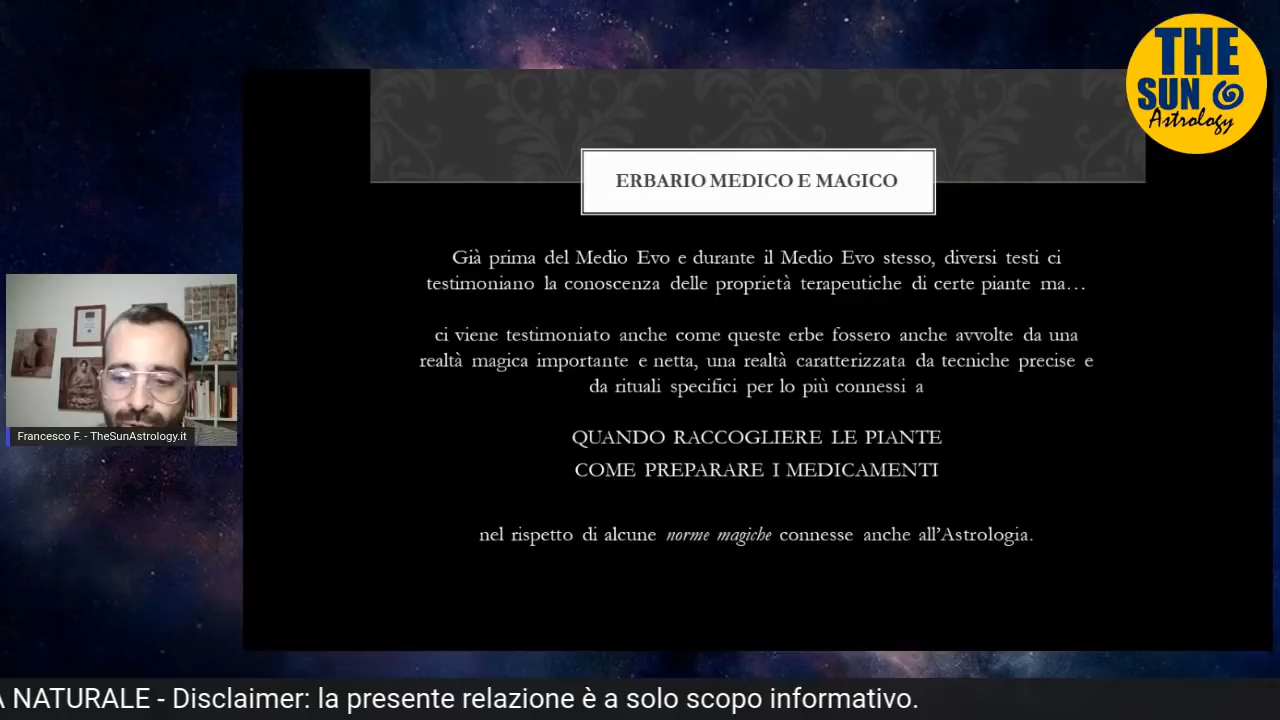 THE
SUN
Astrology
ERBARIO MEDICO E MAGICO
Già prima del Medio Evo e durante il Medio Evo stesso, diversi testi ci
testimoniano la conoscenza delle proprietà terapeutiche di certe piante ma…
ci viene testimoniato anche come queste erbe fossero anche avvolte da una
realtà magica importante e netta, una realtà caratterizzata da tecniche precise e
da rituali specifici per lo più connessi a
QUANDO RACCOGLIERE LE PIANTE
COME PREPARARE I MEDICAMENTI
nel rispetto di alcune norme magiche connesse anche all'Astrologia.
Francesco F. - TheSunAstrology.it
A NATURALE - Disclaimer: la presente relazione è a solo scopo informativo.